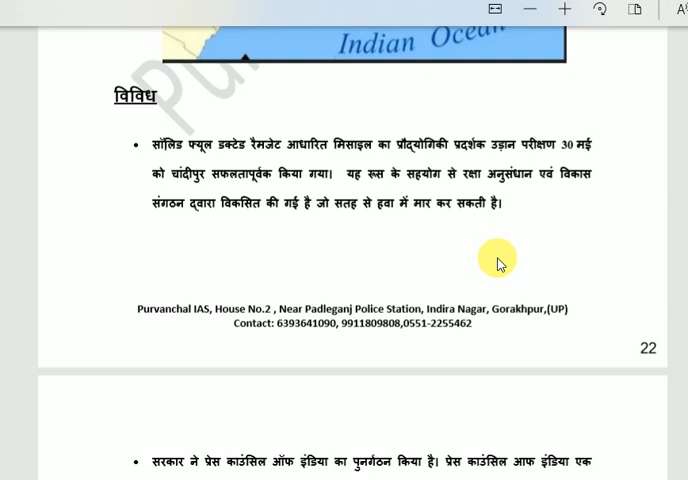 Indian Ocean
Pur
विविध
• सॉलिड फ्यूल डक्टेड रैमजेट आधारित मिसाइल का प्रौद्योगिकी प्रदर्शक उड़ान परीक्षण 30 मई
को चांदीपुर सफलतापूर्वक किया गया। यह रूस के सहयोग से रक्षा अनुसंधान एवं विकास
संगठन द्वारा विकसित की गई है जो सतह से हवा में मार कर सकती है।
Purvanchal IAS, House No.2 , Near Padleganj Police Station, Indira Nagar, Gorakhpur,(UP)
Contact: 6393641090, 9911809808,0551-2255462
22
• सरकार ने प्रेस काउंसिल ऑफ इंडिया का पुनर्गठन किया है। प्रेस काउंसिल आफ इंडिया एक